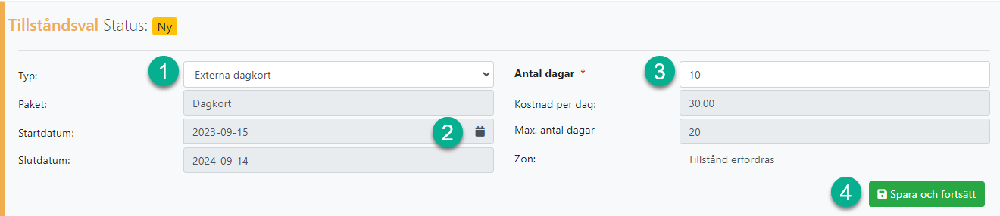 Tillståndsval Status: Ny
Typ: 1 Externa dagkort
Paket: Dagkort
Startdatum: 2023-09-15 2
Slutdatum: 2024-09-14
Antal dagar * 3 10
Kostnad per dag: 30.00
Max. antal dagar 20
Zon: Tillstånd erfordras
4 Spara och fortsätt